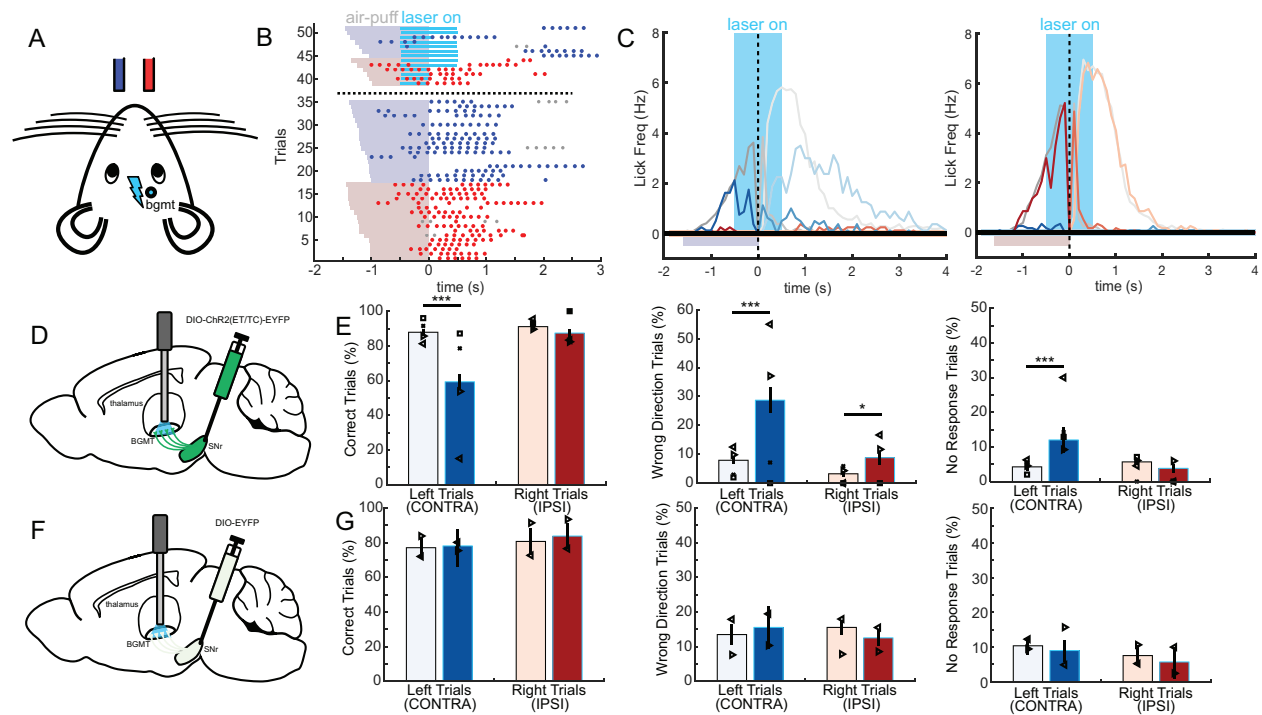 A
bgmt
B
air-puff laser on
50
45
40
35
30
25
20
15
10
5
Trials
-2 -1 0 1 2 3
time (s)
C
laser on
8
6
4
2
0
Lick Freq (Hz)
-2 -1 0 1 2 3 4
time (s)
laser on
8
6
4
2
0
Lick Freq (Hz)
-2 -1 0 1 2 3 4
time (s)
D
DIO-ChR2(ET/TC)-EYFP
thalamus
BGMT
SNr
E
***
100
80
60
40
20
0
Correct Trials (%)
Left Trials
(CONTRA)
Right Trials
(IPSI)
***
*
60
50
40
30
20
10
0
Wrong Direction Trials (%)
Left Trials
(CONTRA)
Right Trials
(IPSI)
***
50
40
30
20
10
0
No Response Trials (%)
Left Trials
(CONTRA)
Right Trials
(IPSI)
F
DIO-EYFP
thalamus
BGMT
SNr
G
100
80
60
40
20
0
Correct Trials (%)
Left Trials
(CONTRA)
Right Trials
(IPSI)
50
40
30
20
10
0
Wrong Direction Trials (%)
Left Trials
(CONTRA)
Right Trials
(IPSI)
50
40
30
20
10
0
No Response Trials (%)
Left Trials
(CONTRA)
Right Trials
(IPSI)